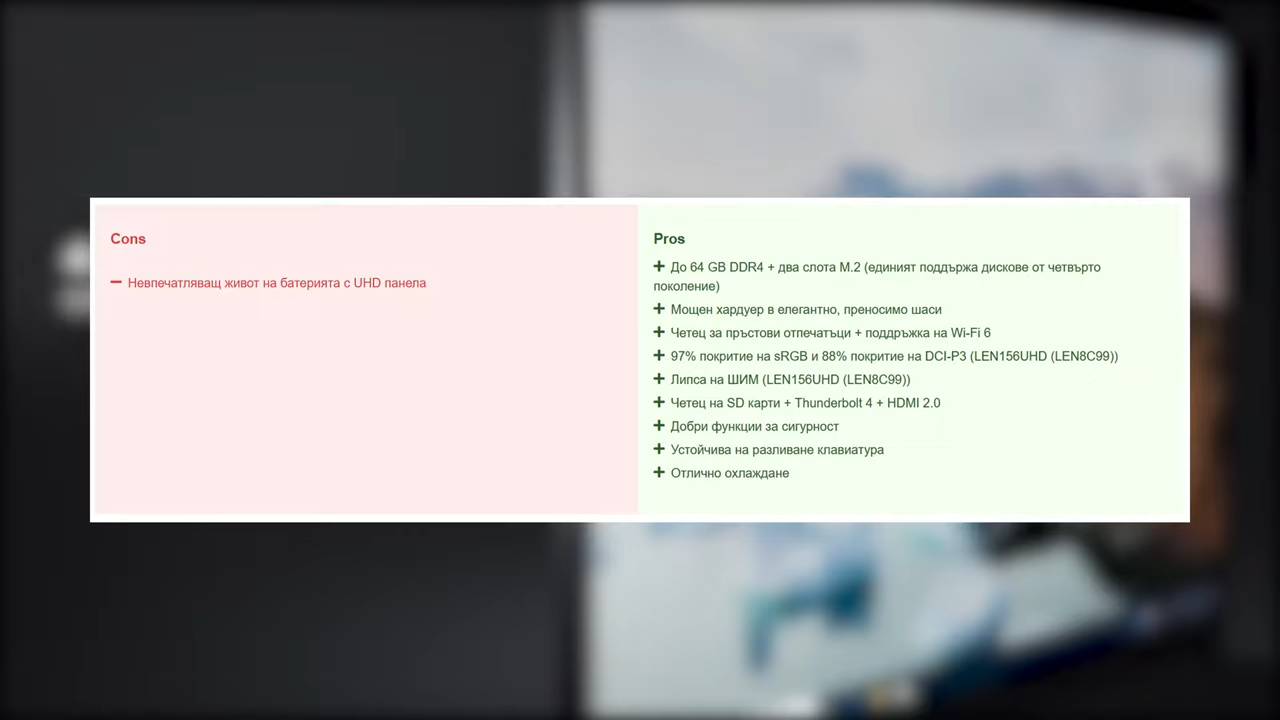 Cons
Невпечатляващ живот на батерията с UHD панела
Pros
До 64 GB DDR4 + два слота M.2 (единият поддържа дискове от четвърто
поколение)
Мощен хардуер в елегантно, преносимо шаси
Четец за пръстови отпечатъци + поддръжка на Wi-Fi 6
97% покритие на sRGB и 88% покритие на DCI-P3 (LEN156UHD (LEN8C99))
Липса на ШИМ (LEN156UHD (LEN8C99))
Четец на SD карти + Thunderbolt 4 + HDMI 2.0
Добри функции за сигурност
Устойчива на разливане клавиатура
Отлично охлаждане